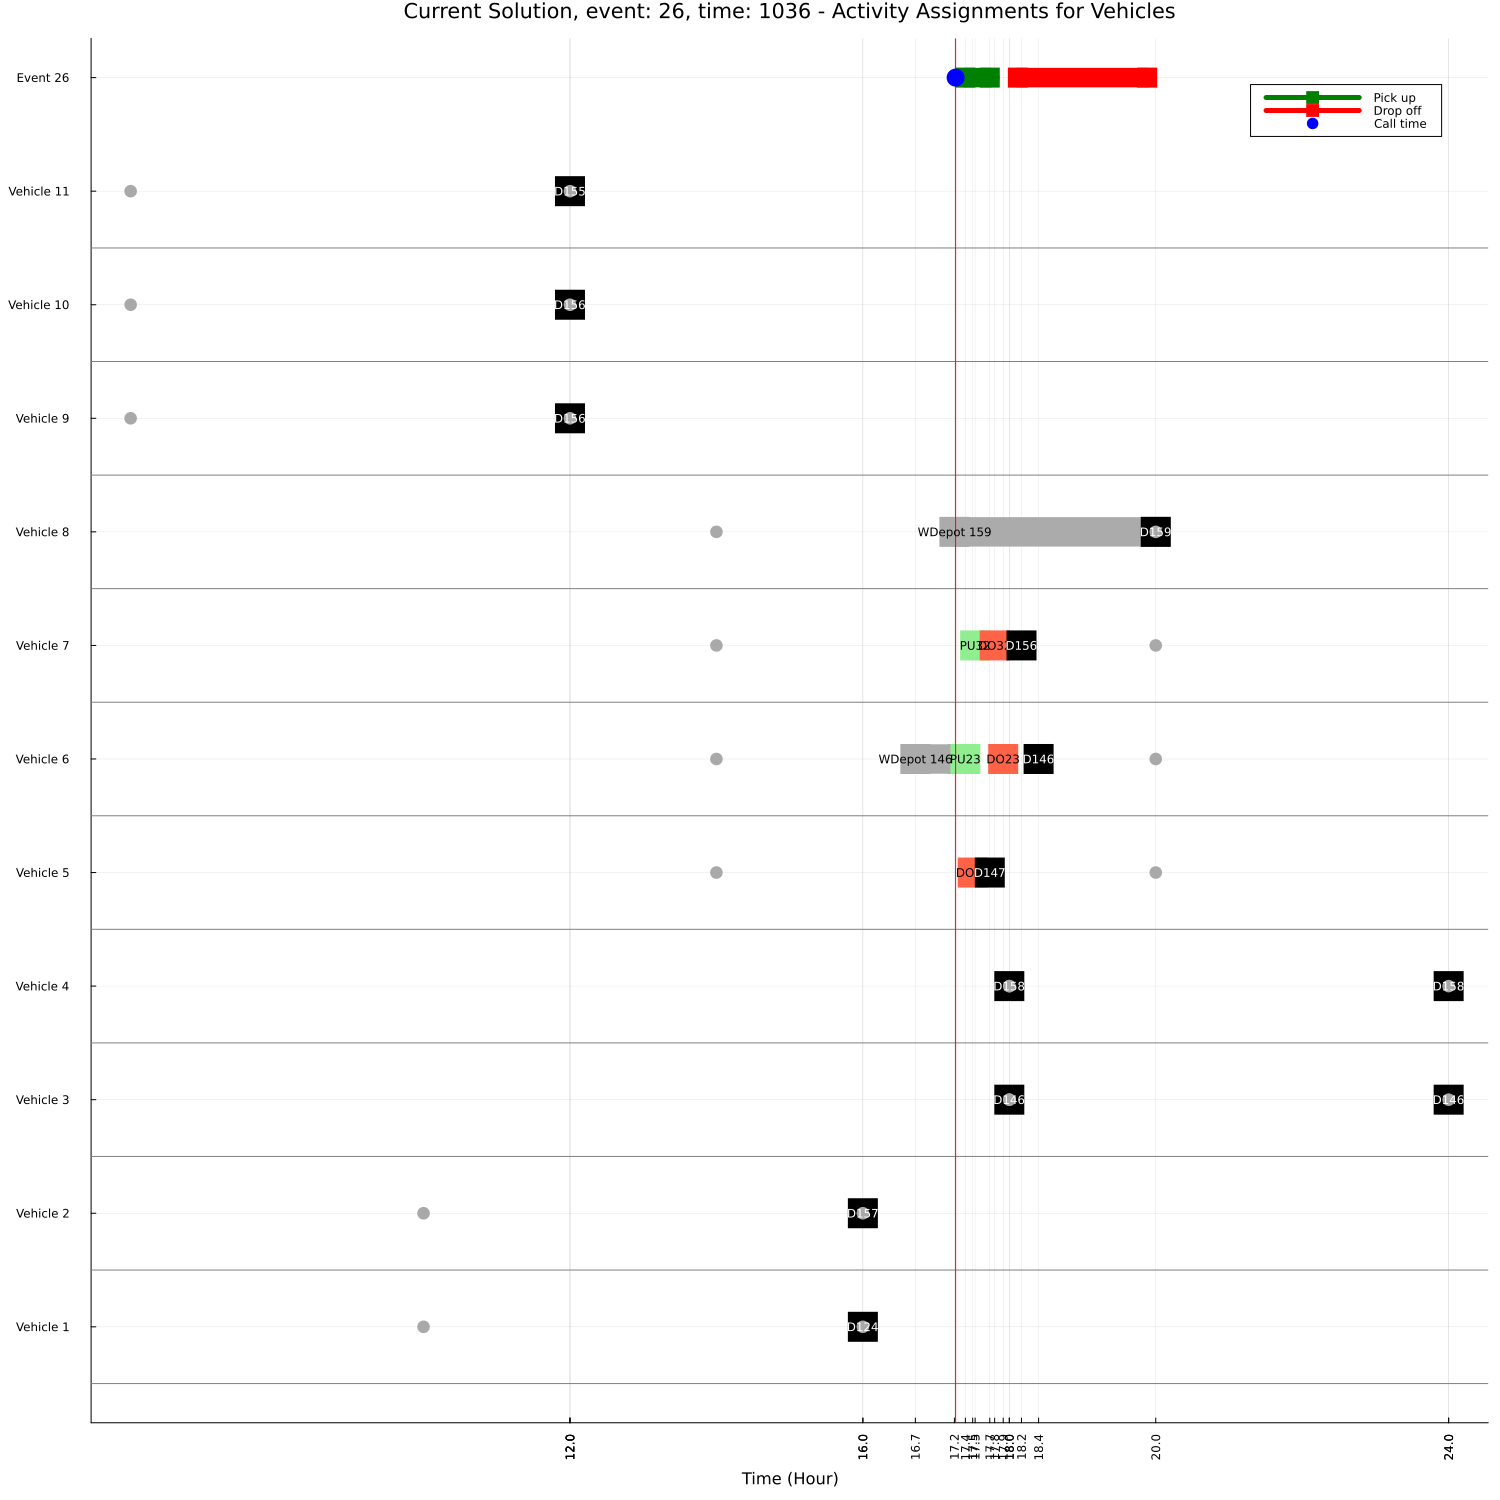 Current Solution, event: 26, time: 1036 - Activity Assignments for Vehicles
Event 26
Pick up
Drop off
Call time
Vehicle 11
D155
Vehicle 10
D156
Vehicle 9
D156
Vehicle 8
WDepot 159
D159
Vehicle 7
PU32
D156
Vehicle 6
WDepot 146
PU23
DO23
D146
Vehicle 5
DO
D147
Vehicle 4
D158
D158
Vehicle 3
D146
D146
Vehicle 2
D157
Vehicle 1
D124
12.0
16.0
16.7
17.2
18.0
18.2
18.4
20.0
24.0
Time (Hour)